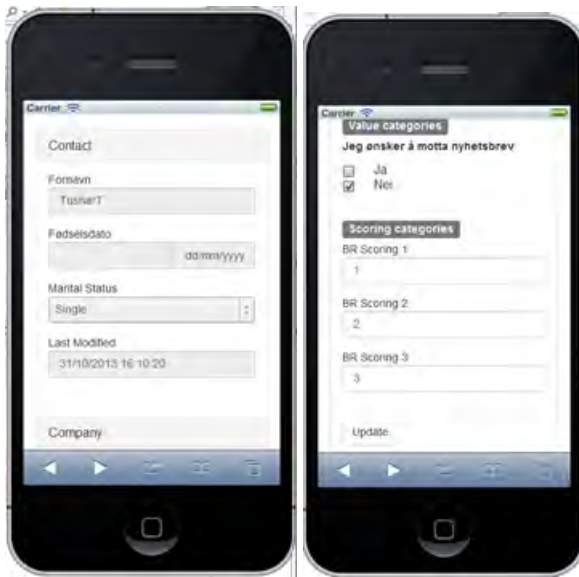 Carrier
Contact
Fornavn
TusharT
Fødselsdato
dd/mm/yyyy
Marital Status
Single
Last Modified
31/10/2013 16:10:20
Company
Carrier
Value categories
Jeg ønsker å motta nyhetsbrev
Ja
Nei
Scoring categories
BR Scoring 1
1
BR Scoring 2
2
BR Scoring 3
3
Update